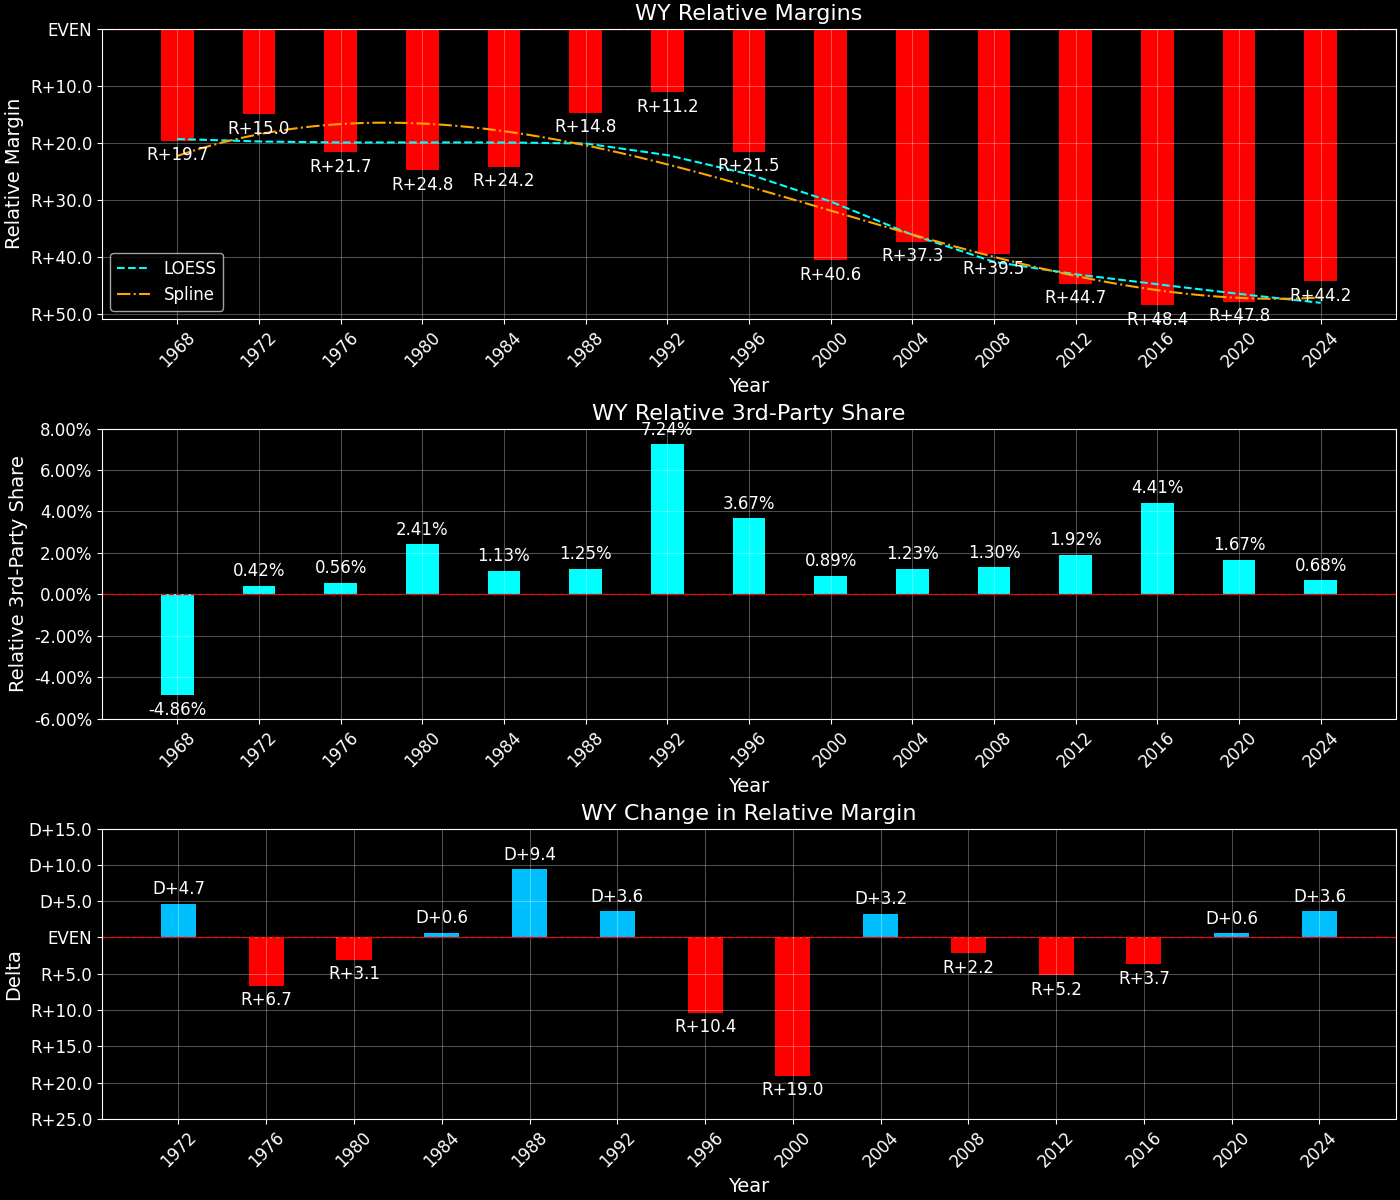 WY Relative Margins
EVEN
R+10.0
R+20.0
R+30.0
R+40.0
R+50.0
Relative Margin
R+19.7
R+15.0
R+21.7
R+24.8
R+24.2
R+14.8
R+11.2
R+21.5
R+40.6
R+37.3
R+39.5
R+44.7
R+48.4
R+47.8
R+44.2
LOESS
Spline
1968
1972
1976
1980
1984
1988
1992
1996
2000
2004
2008
2012
2016
2020
2024
Year
WY Relative 3rd-Party Share
8.00%
6.00%
4.00%
2.00%
0.00%
-2.00%
-4.00%
-6.00%
Relative 3rd-Party Share
-4.86%
0.42%
0.56%
2.41%
1.13%
1.25%
7.24%
3.67%
0.89%
1.23%
1.30%
1.92%
4.41%
1.67%
0.68%
1968
1972
1976
1980
1984
1988
1992
1996
2000
2004
2008
2012
2016
2020
2024
Year
WY Change in Relative Margin
D+15.0
D+10.0
D+5.0
EVEN
R+5.0
R+10.0
R+15.0
R+20.0
R+25.0
Delta
D+4.7
R+6.7
R+3.1
D+0.6
D+9.4
D+3.6
R+10.4
R+19.0
D+3.2
R+2.2
R+5.2
R+3.7
D+0.6
D+3.6
1972
1976
1980
1984
1988
1992
1996
2000
2004
2008
2012
2016
2020
2024
Year